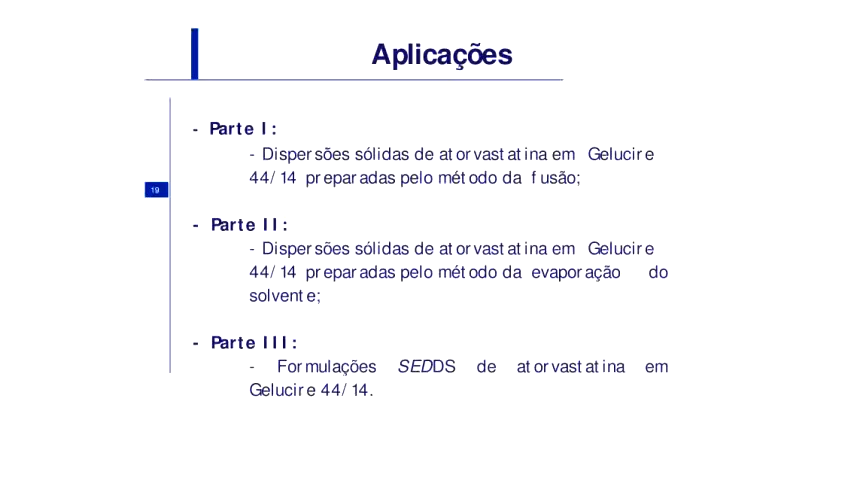 Aplicações
- Parte I:
- Dispersões sólidas de atorvastatina em Gelucire
44/14 preparadas pelo método da fusão;
19
- Parte II:
- Dispersões sólidas de atorvastatina em Gelucire
44/14 preparadas pelo método da evaporação do
solvente;
- Parte III:
- Formulações SEDDS de atorvastatina em
Gelucire 44/14.